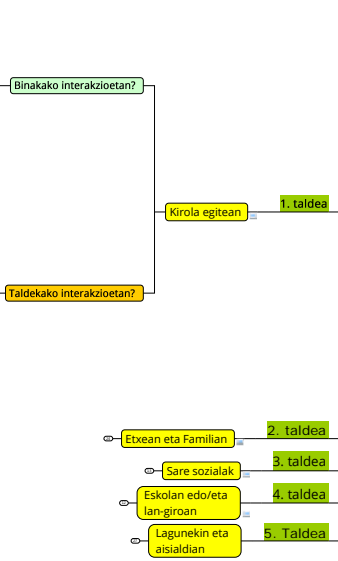 Binakako interakzioetan?
Kirola egitean
1. taldea
Taldekako interakzioetan?
Etxean eta Familian
2. taldea
Sare sozialak
3. taldea
Eskolan edo/eta
lan-giroan
4. taldea
Lagunekin eta
aisialdian
5. Taldea